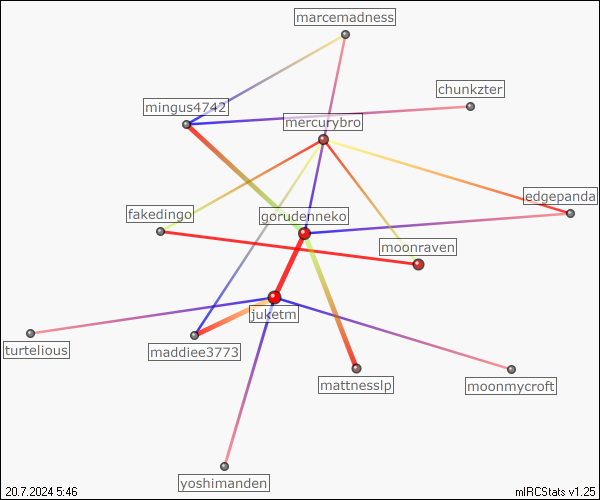 marcemadness
chunkzter
mingus4742
mercurybro
edgepanda
fakedingo
goudenneko
moonraven
juketm
turtelious
maddiee3773
mattnesslp
moonmycroft
yoshimanden
20.7.2024 5:46
mIRCStats v1.25